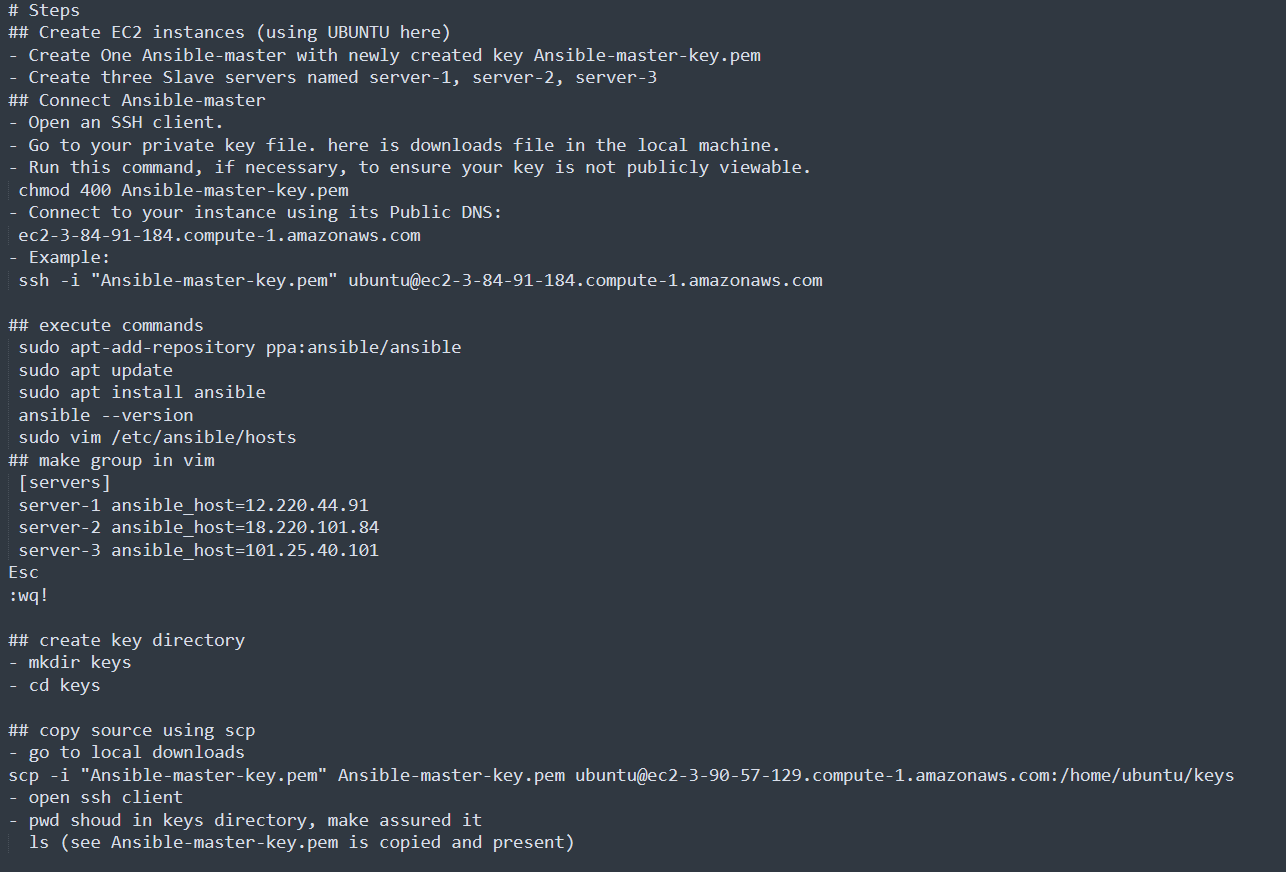 # Steps
## Create EC2 instances (using UBUNTU here)
- Create One Ansible-master with newly created key Ansible-master-key.pem
- Create three Slave servers named server-1, server-2, server-3
## Connect Ansible-master
- Open an SSH client.
- Go to your private key file. here is downloads file in the local machine.
- Run this command, if necessary, to ensure your key is not publicly viewable.
chmod 400 Ansible-master-key.pem
- Connect to your instance using its Public DNS:
ec2-3-84-91-184.compute-1.amazonaws.com
- Example:
ssh -i "Ansible-master-key.pem" ubuntu@ec2-3-84-91-184.compute-1.amazonaws.com
## execute commands
sudo apt-add-repository ppa:ansible/ansible
sudo apt update
sudo apt install ansible
ansible --version
sudo vim /etc/ansible/hosts
## make group in vim
[servers]
server-1 ansible_host=12.220.44.91
server-2 ansible_host=18.220.101.84
server-3 ansible_host=101.25.40.101
Esc
:wq!
## create key directory
- mkdir keys
- cd keys
## copy source using scp
- go to local downloads
scp -i "Ansible-master-key.pem" Ansible-master-key.pem ubuntu@ec2-3-90-57-129.compute-1.amazonaws.com:/home/ubuntu/keys
- open ssh client
- pwd shoud in keys directory, make assured it
ls (see Ansible-master-key.pem is copied and present)